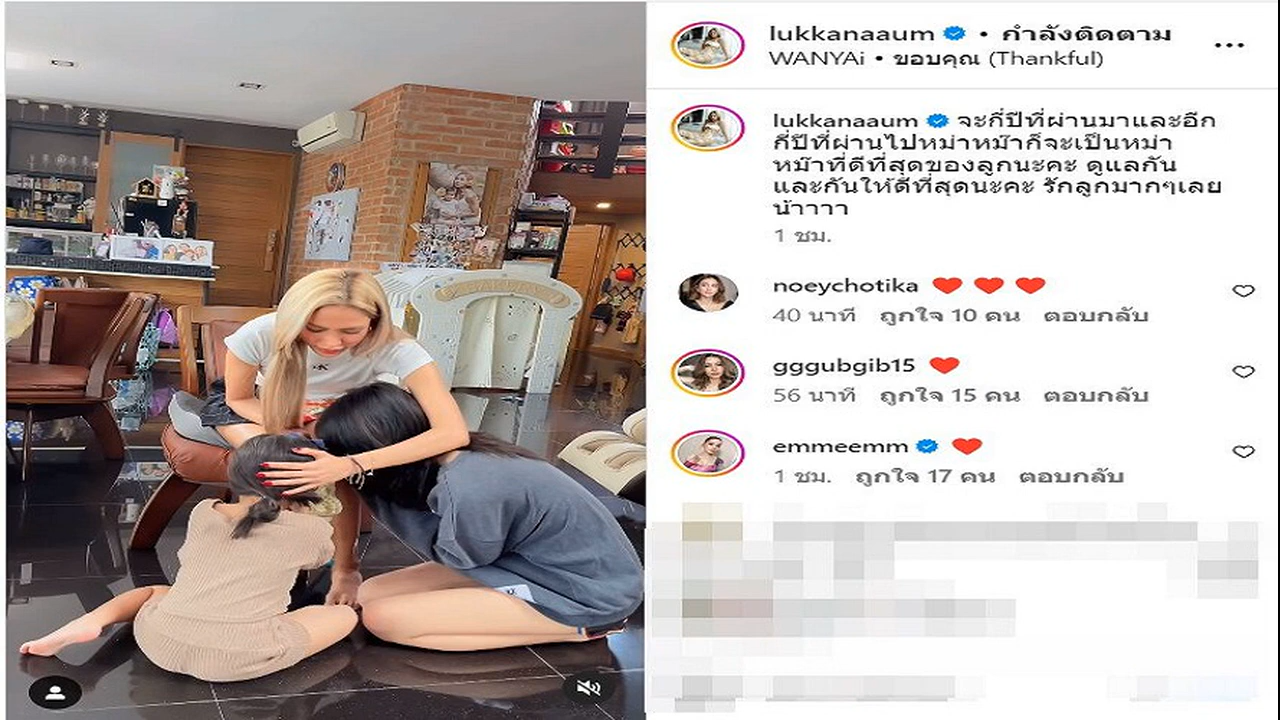 lukkanaaum • กำลังติดตาม
WANYAi • ขอบคุณ (Thankful)
lukkanaaum จะกี่ปีที่ผ่านมาและอีก
กี่ปีที่ผ่านไปหม่าหม๊าก็จะเป็นหม่า
หม๊าที่ดีที่สุดของลูกนะคะ ดูแลกัน
และกันให้ดีที่สุดนะคะ รักลูกมากๆเลย
น้าาาา
1 ชม.
noeychotika ❤️ ❤️ ❤️
40 นาที ถูกใจ 10 คน ตอบกลับ
gggubgib15 ❤️
56 นาที ถูกใจ 15 คน ตอบกลับ
emmeemm ❤️
1 ชม. ถูกใจ 17 คน ตอบกลับ